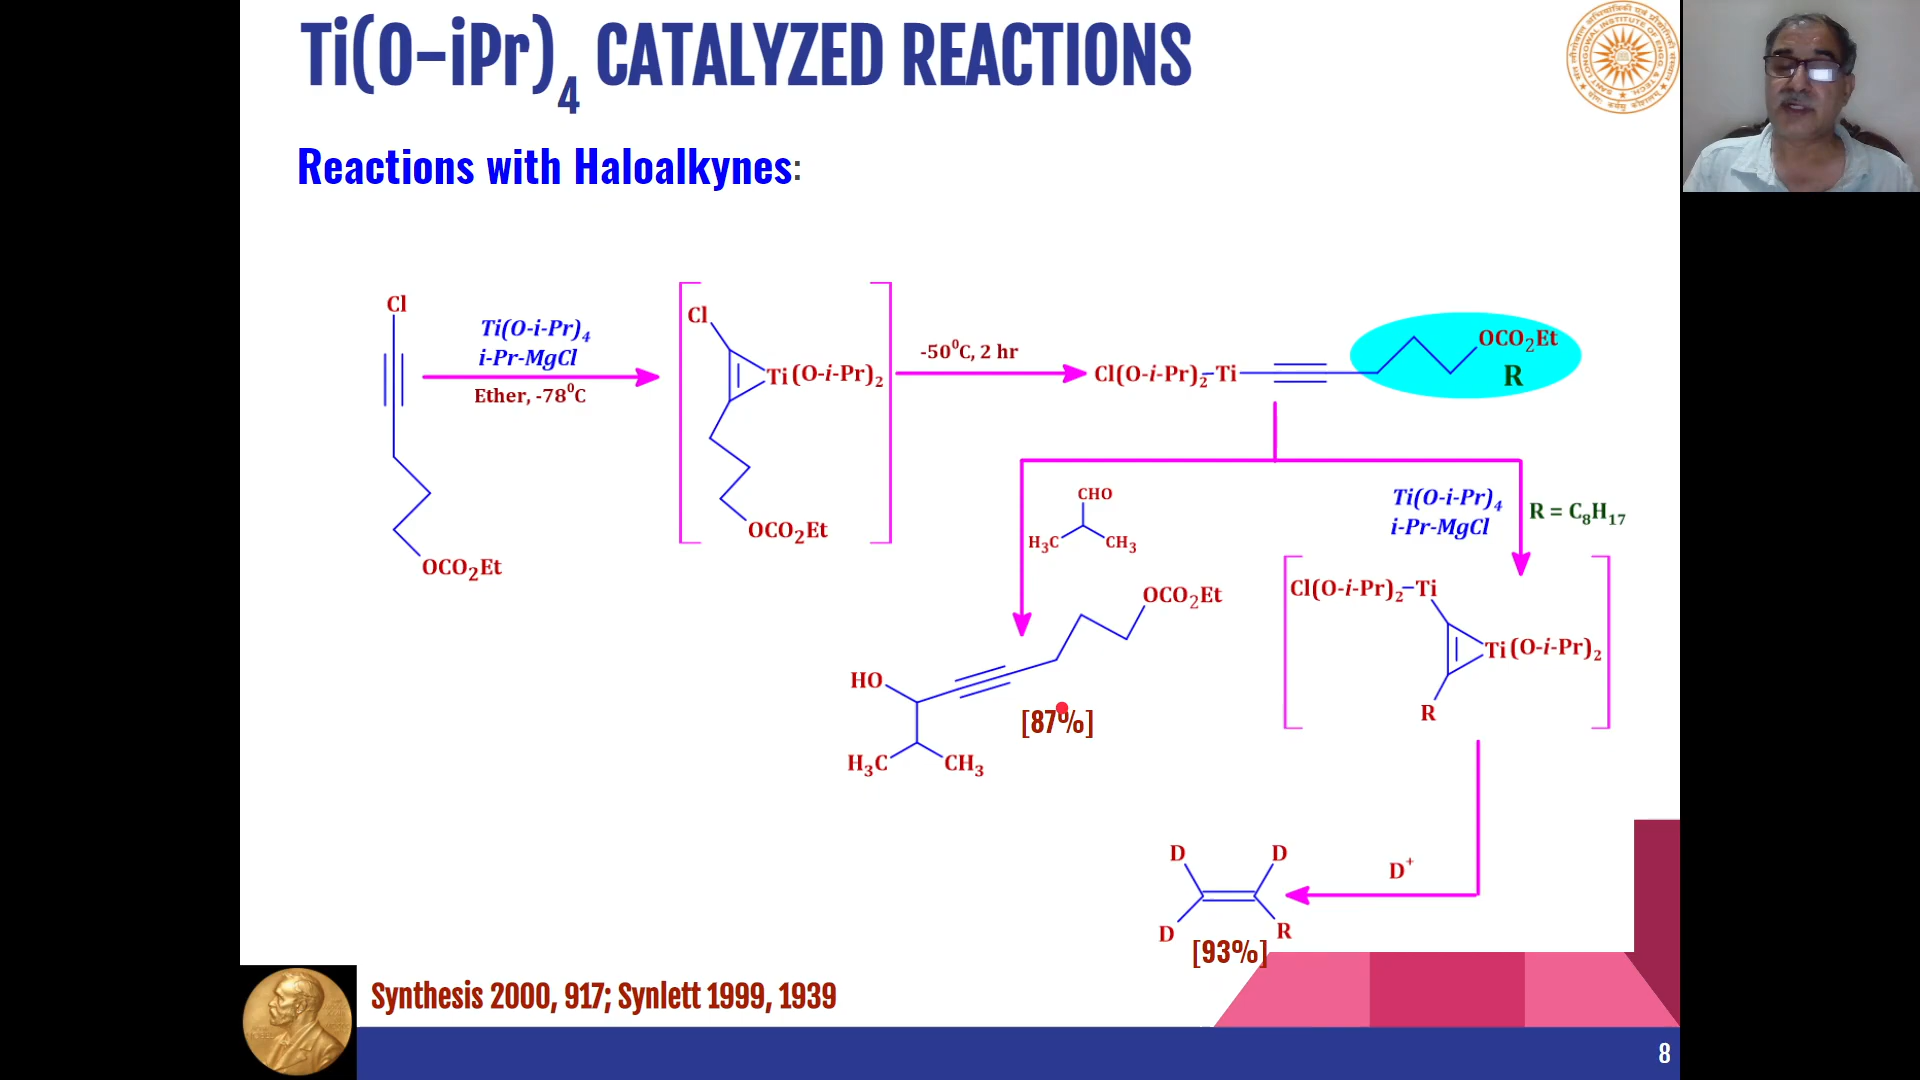 Ti(O-iPr)4 CATALYZED REACTIONS
Reactions with Haloalkynes:
Cl
OCO2Et
Ti(O-i-Pr)4
i-Pr-MgCl
Ether, -78⁰C
Cl
Ti(O-i-Pr)2
OCO2Et
-50⁰C, 2 hr
Cl(O-i-Pr)2-Ti
OCO2Et
R
CHO
H3C
CH3
Ti(O-i-Pr)4
i-Pr-MgCl
R = C8H17
OCO2Et
HO
[87%]
H3C
CH3
Cl(O-i-Pr)2-Ti
Ti(O-i-Pr)2
R
D+
D
D
D
R
[93%]
Synthesis 2000, 917; Synlett 1999, 1939
8